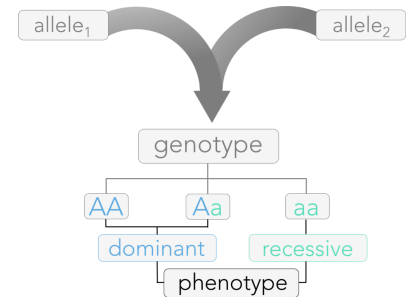 allele₁ allele₂
genotype
AA Aa aa
dominant recessive
phenotype